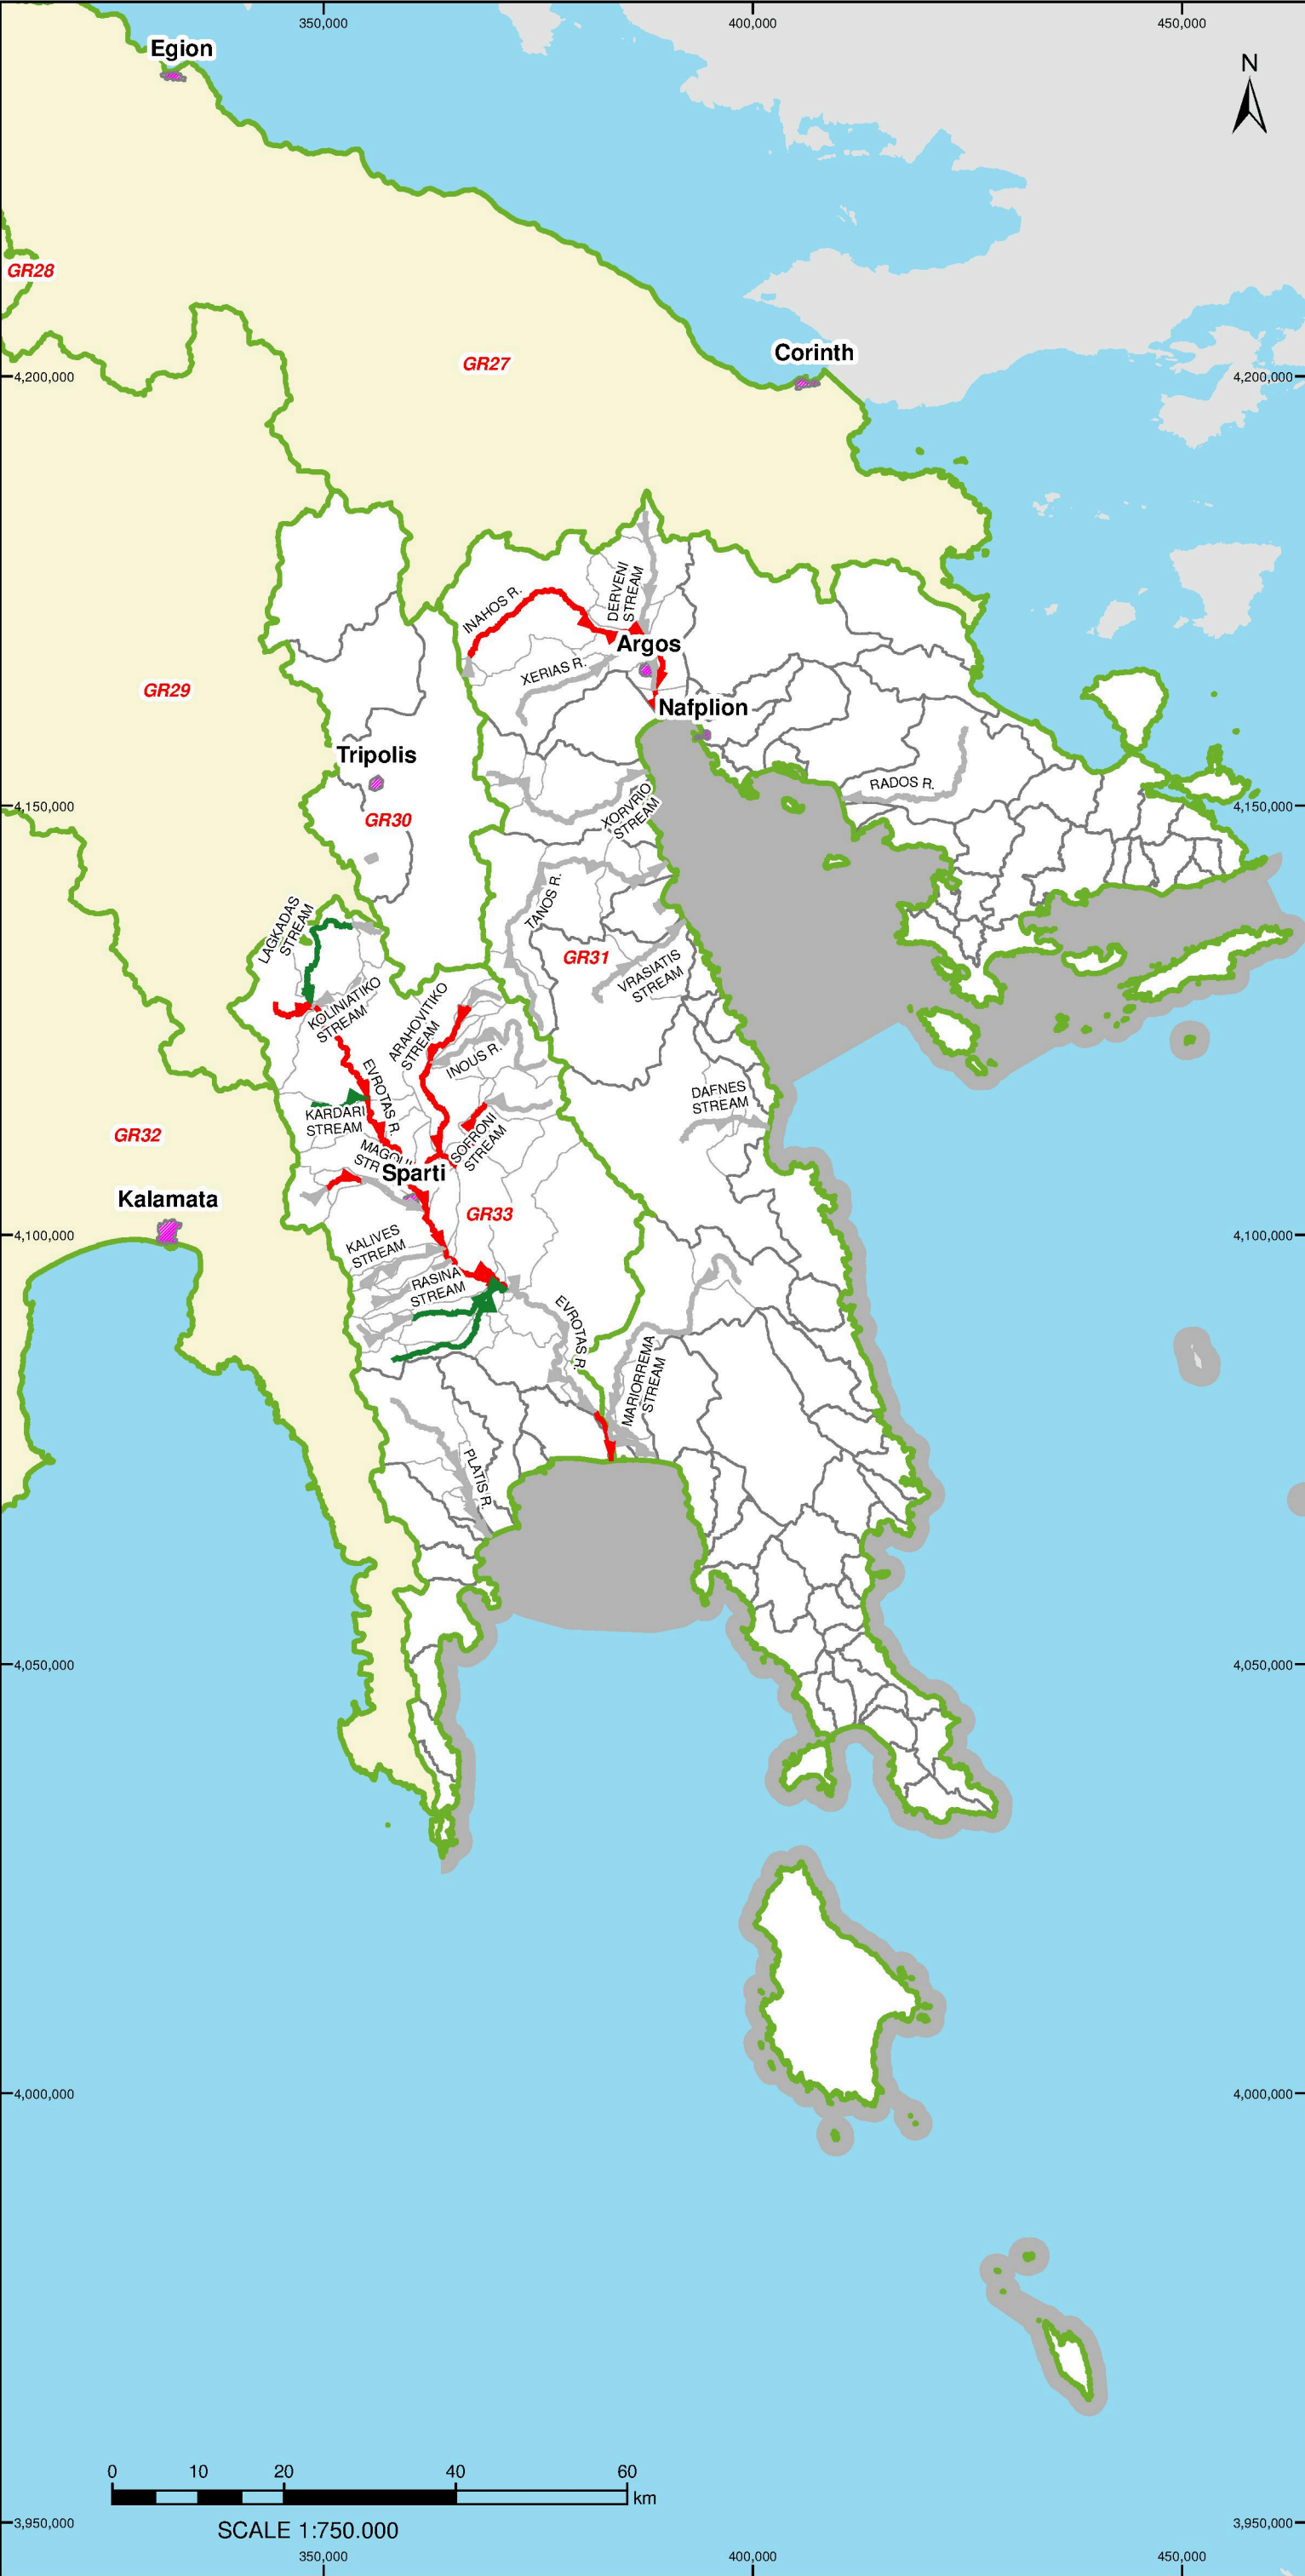 350,000
400,000
450,000
Egion
N
GR28
Corinth
GR27
4,200,000
4,200,000
INAHOS R.
DERVENI
STREAM
Argos
XERIAS R.
GR29
Nafplion
Tripolis
RADOS R.
4,150,000
4,150,000
GR30
XORVRIO
STREAM
TANOS R.
LAGKADAS
STREAM
GR31
VRASIATIS
STREAM
KOLINIATIKO
STREAM
ARAHOVITIKO
STREAM
INOUS R.
EVROTAS R.
DAFNES
STREAM
KARDARI
STREAM
GR32
SOFRONI
STREAM
Sparti
Kalamata
GR33
4,100,000
4,100,000
KALIVES
STREAM
RASINA
STREAM
EVROTAS R.
MARIORREMA
STREAM
PLATIS R.
4,050,000
4,050,000
4,000,000
4,000,000
0 10 20 40 60
km
SCALE 1:750.000
3,950,000
3,950,000
350,000
400,000
450,000